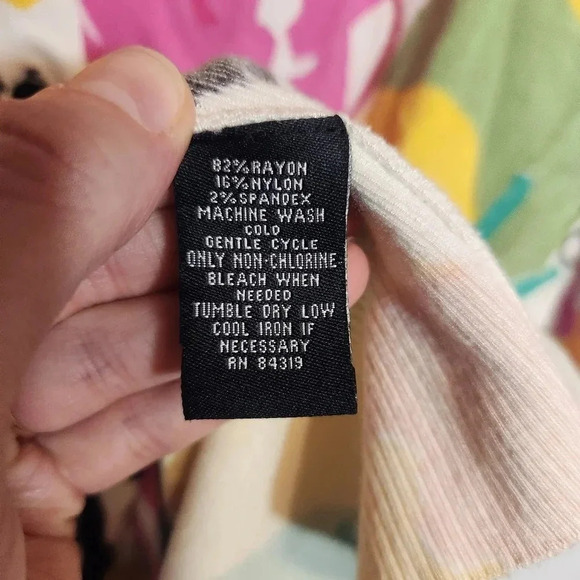 82% RAYON
16% NYLON
2% SPANDEX
MACHINE WASH
COLD
GENTLE CYCLE
ONLY NON-CHLORINE
BLEACH WHEN
NEEDED
TUMBLE DRY LOW
COOL IRON IF
NECESSARY
RN 84319